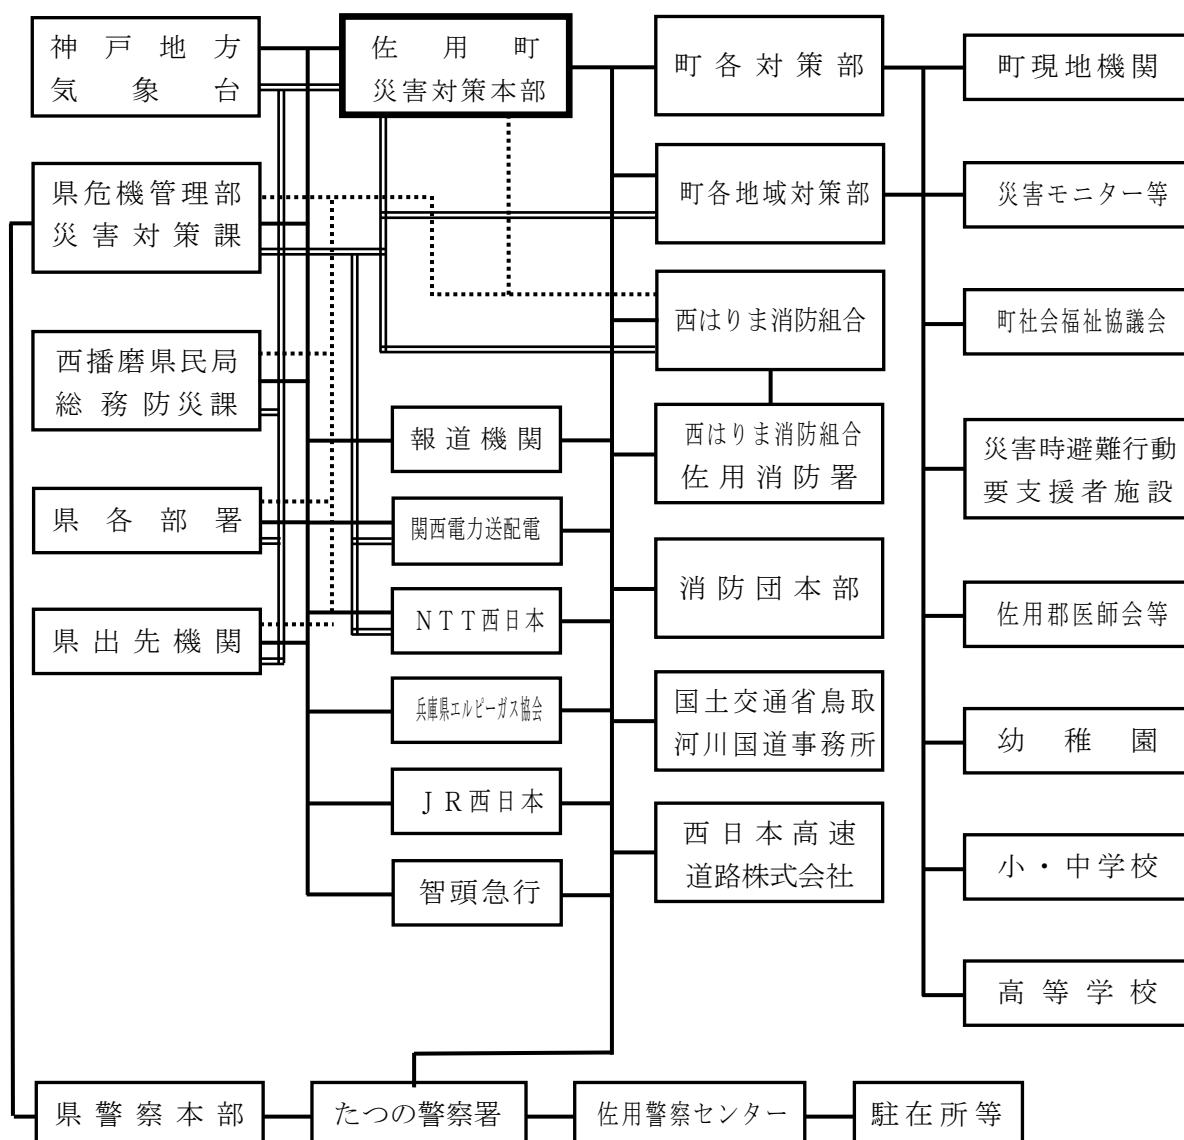 神戸地方
気象台
佐用町
災害対策本部
町各対策部
町現地機関
県危機管理部
災害対策課
町各地域対策部
災害モニター等
西はりま消防組合
町社会福祉協議会
西播磨県民局
総務防災課
報道機関
西はりま消防組合
佐用消防署
災害時避難行動
要支援者施設
県各部署
関西電力送配電
消防団本部
佐用郡医師会等
県出先機関
NTT西日本
兵庫県エルピーガス協会
国土交通省鳥取
河川国道事務所
幼稚園
JR西日本
西日本高速
道路株式会社
小・中学校
智頭急行
高等学校
県警察本部
たつの警察署
佐用警察センター
駐在所等